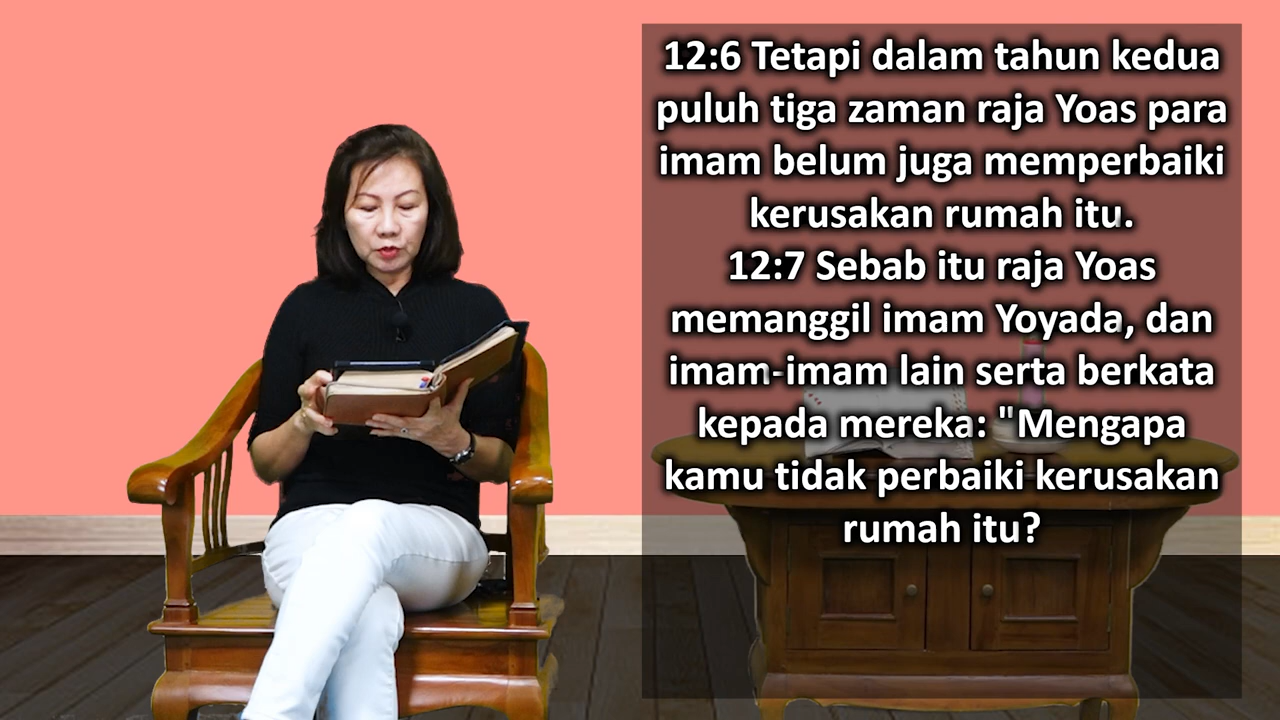 12:6 Tetapi dalam tahun kedua
puluh tiga zaman raja Yoas para
imam belum juga memperbaiki
kerusakan rumah itu.
12:7 Sebab itu raja Yoas
memanggil imam Yoyada, dan
imam-imam lain serta berkata
kepada mereka: "Mengapa
kamu tidak perbaiki kerusakan
rumah itu?